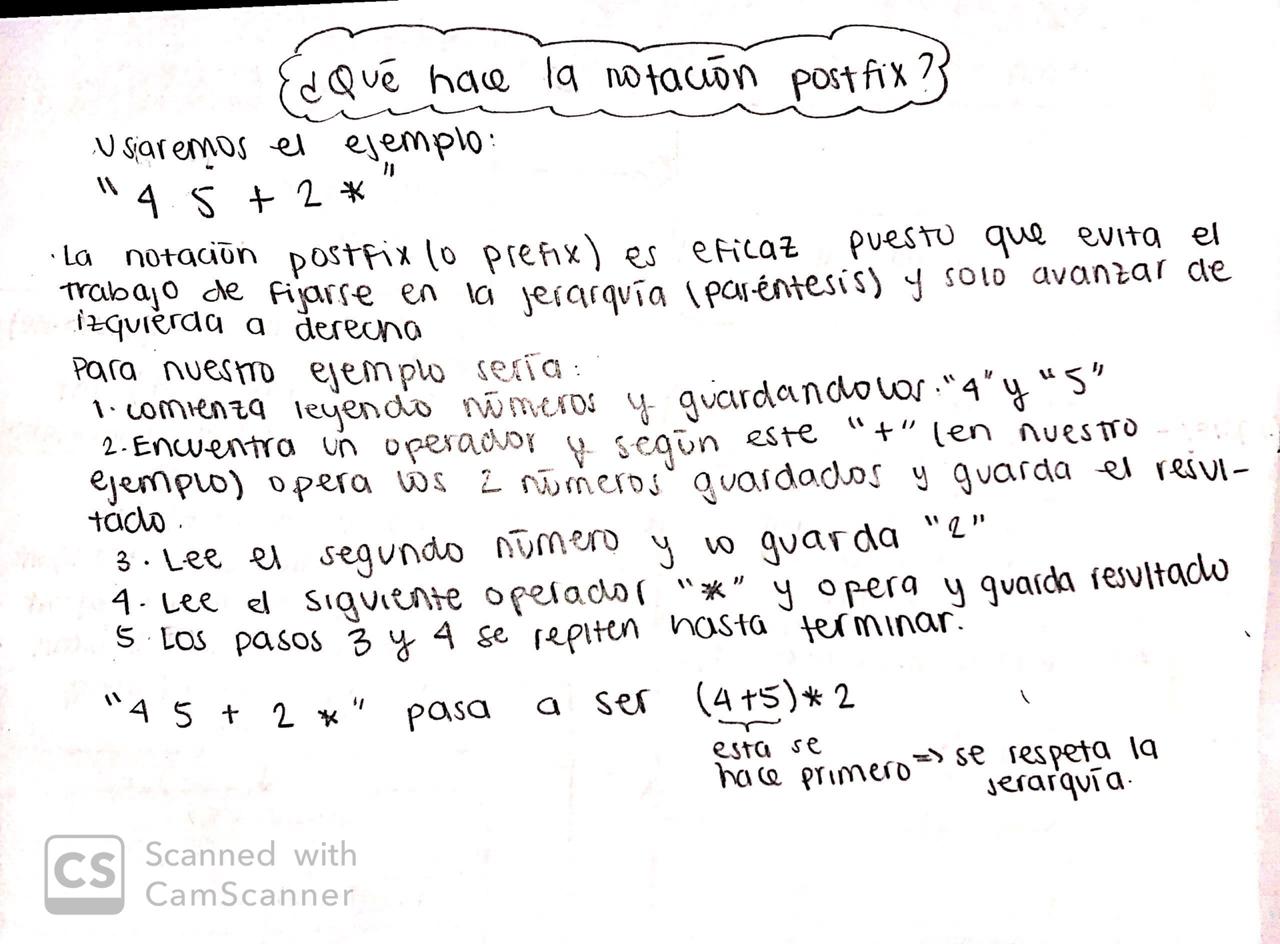 ¿Qué hace la notación postfix?
Usaremos el ejemplo:
"4 5 + 2 *"
La notación postfix (o prefix) es eficaz puesto que evita el
trabajo de fijarse en la jerarquía (paréntesis) y solo avanzar de
izquierda a derecha
Para nuestro ejemplo sería:
1. Comienza leyendo números y guardandolos. "4" y "5"
2. Encuentra un operador y según este "+" (en nuestro
ejemplo) opera los 2 números guardados y guarda el resul-
tado.
3. Lee el segundo número y lo guarda "2"
4. Lee el siguiente operador "*" y opera y guarda resultado
5. Los pasos 3 y 4 se repiten hasta terminar.
"4 5 + 2 *" pasa a ser (4+5)*2
esta se
hace primero => se respeta la
jerarquía.
CS Scanned with
CamScanner